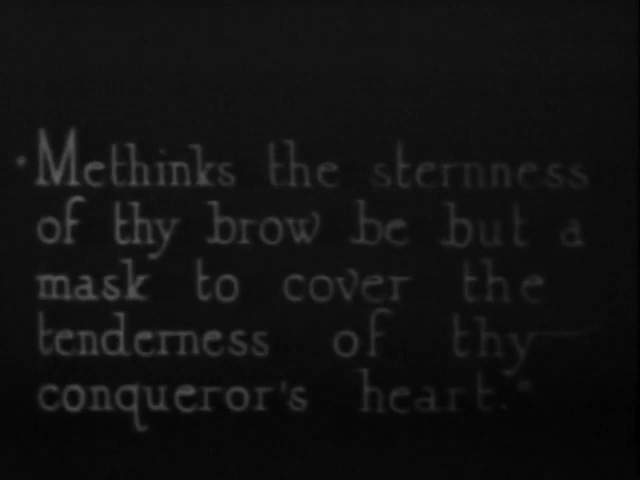 "Methinks the sternness
of thy brow be but a
mask to cover the
tenderness of thy
conqueror's heart."